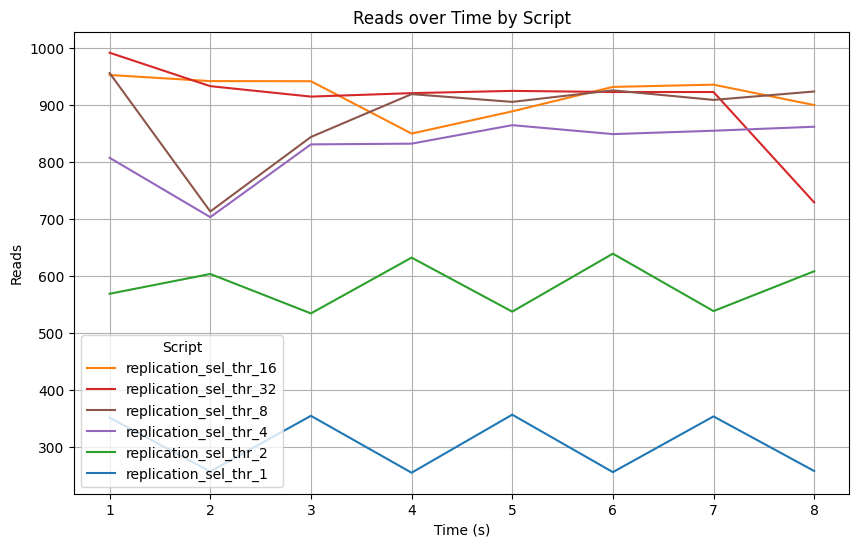 Reads over Time by Script
Reads
1000
900
800
700
600
500
400
300
Script
replication_sel_thr_16
replication_sel_thr_32
replication_sel_thr_8
replication_sel_thr_4
replication_sel_thr_2
replication_sel_thr_1
1 2 3 4 5 6 7 8
Time (s)